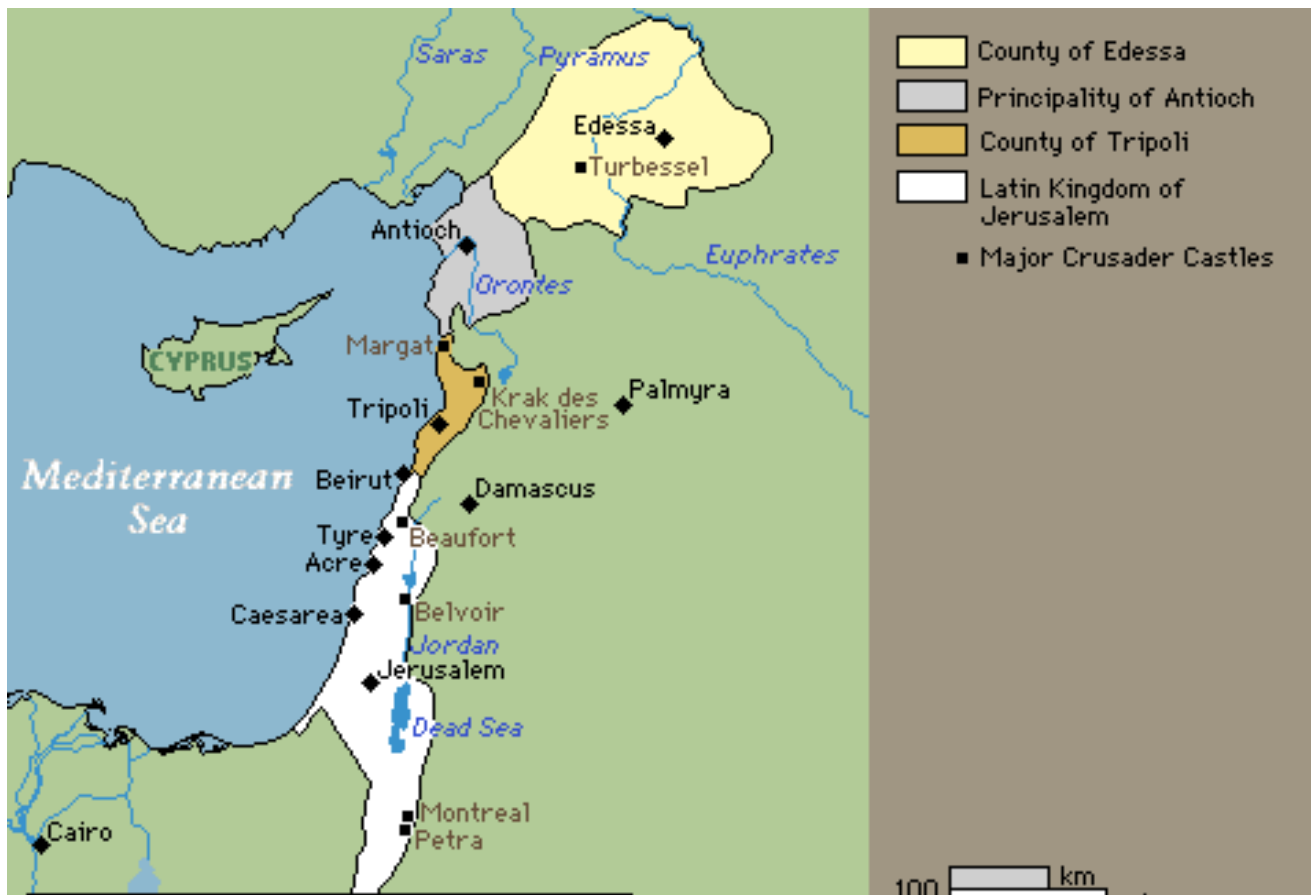 Saras
Pyramus
Edessa
Turbessel
Antioch
Orontes
Euphrates
CYPRUS
Margat
Krak des
Chevaliers
Palmyra
Tripoli
Mediterranean
Sea
Beirut
Damascus
Tyre
Beaufort
Acre
Caesarea
Belvoir
Jordan
Jerusalem
Dead Sea
Montreal
Petra
Cairo
County of Edessa
Principality of Antioch
County of Tripoli
Latin Kingdom of
Jerusalem
Major Crusader Castles
100 km